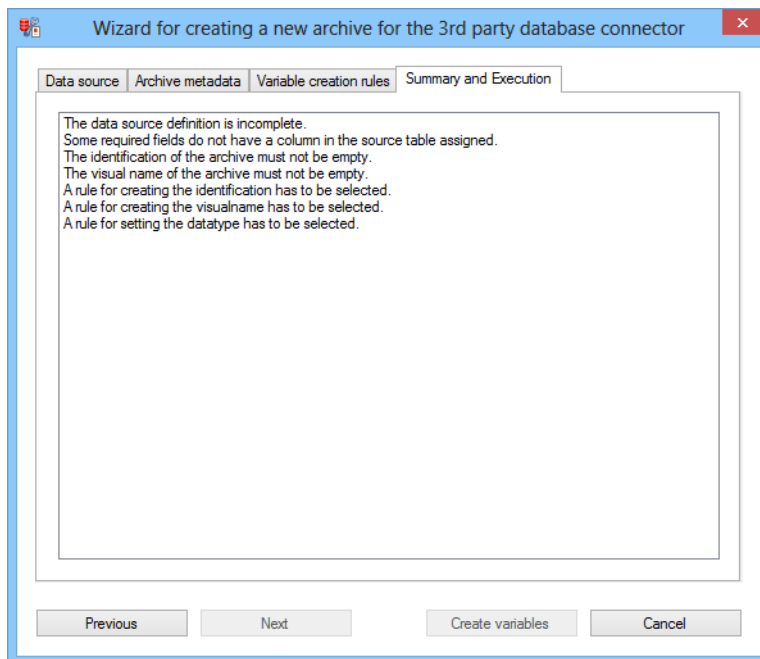 Wizard for creating a new archive for the 3rd party database connector
Data source Archive metadata Variable creation rules Summary and Execution
The data source definition is incomplete.
Some required fields do not have a column in the source table assigned.
The identification of the archive must not be empty.
The visual name of the archive must not be empty.
A rule for creating the identification has to be selected.
A rule for creating the visualname has to be selected.
A rule for setting the datatype has to be selected.
Previous Next Create variables Cancel